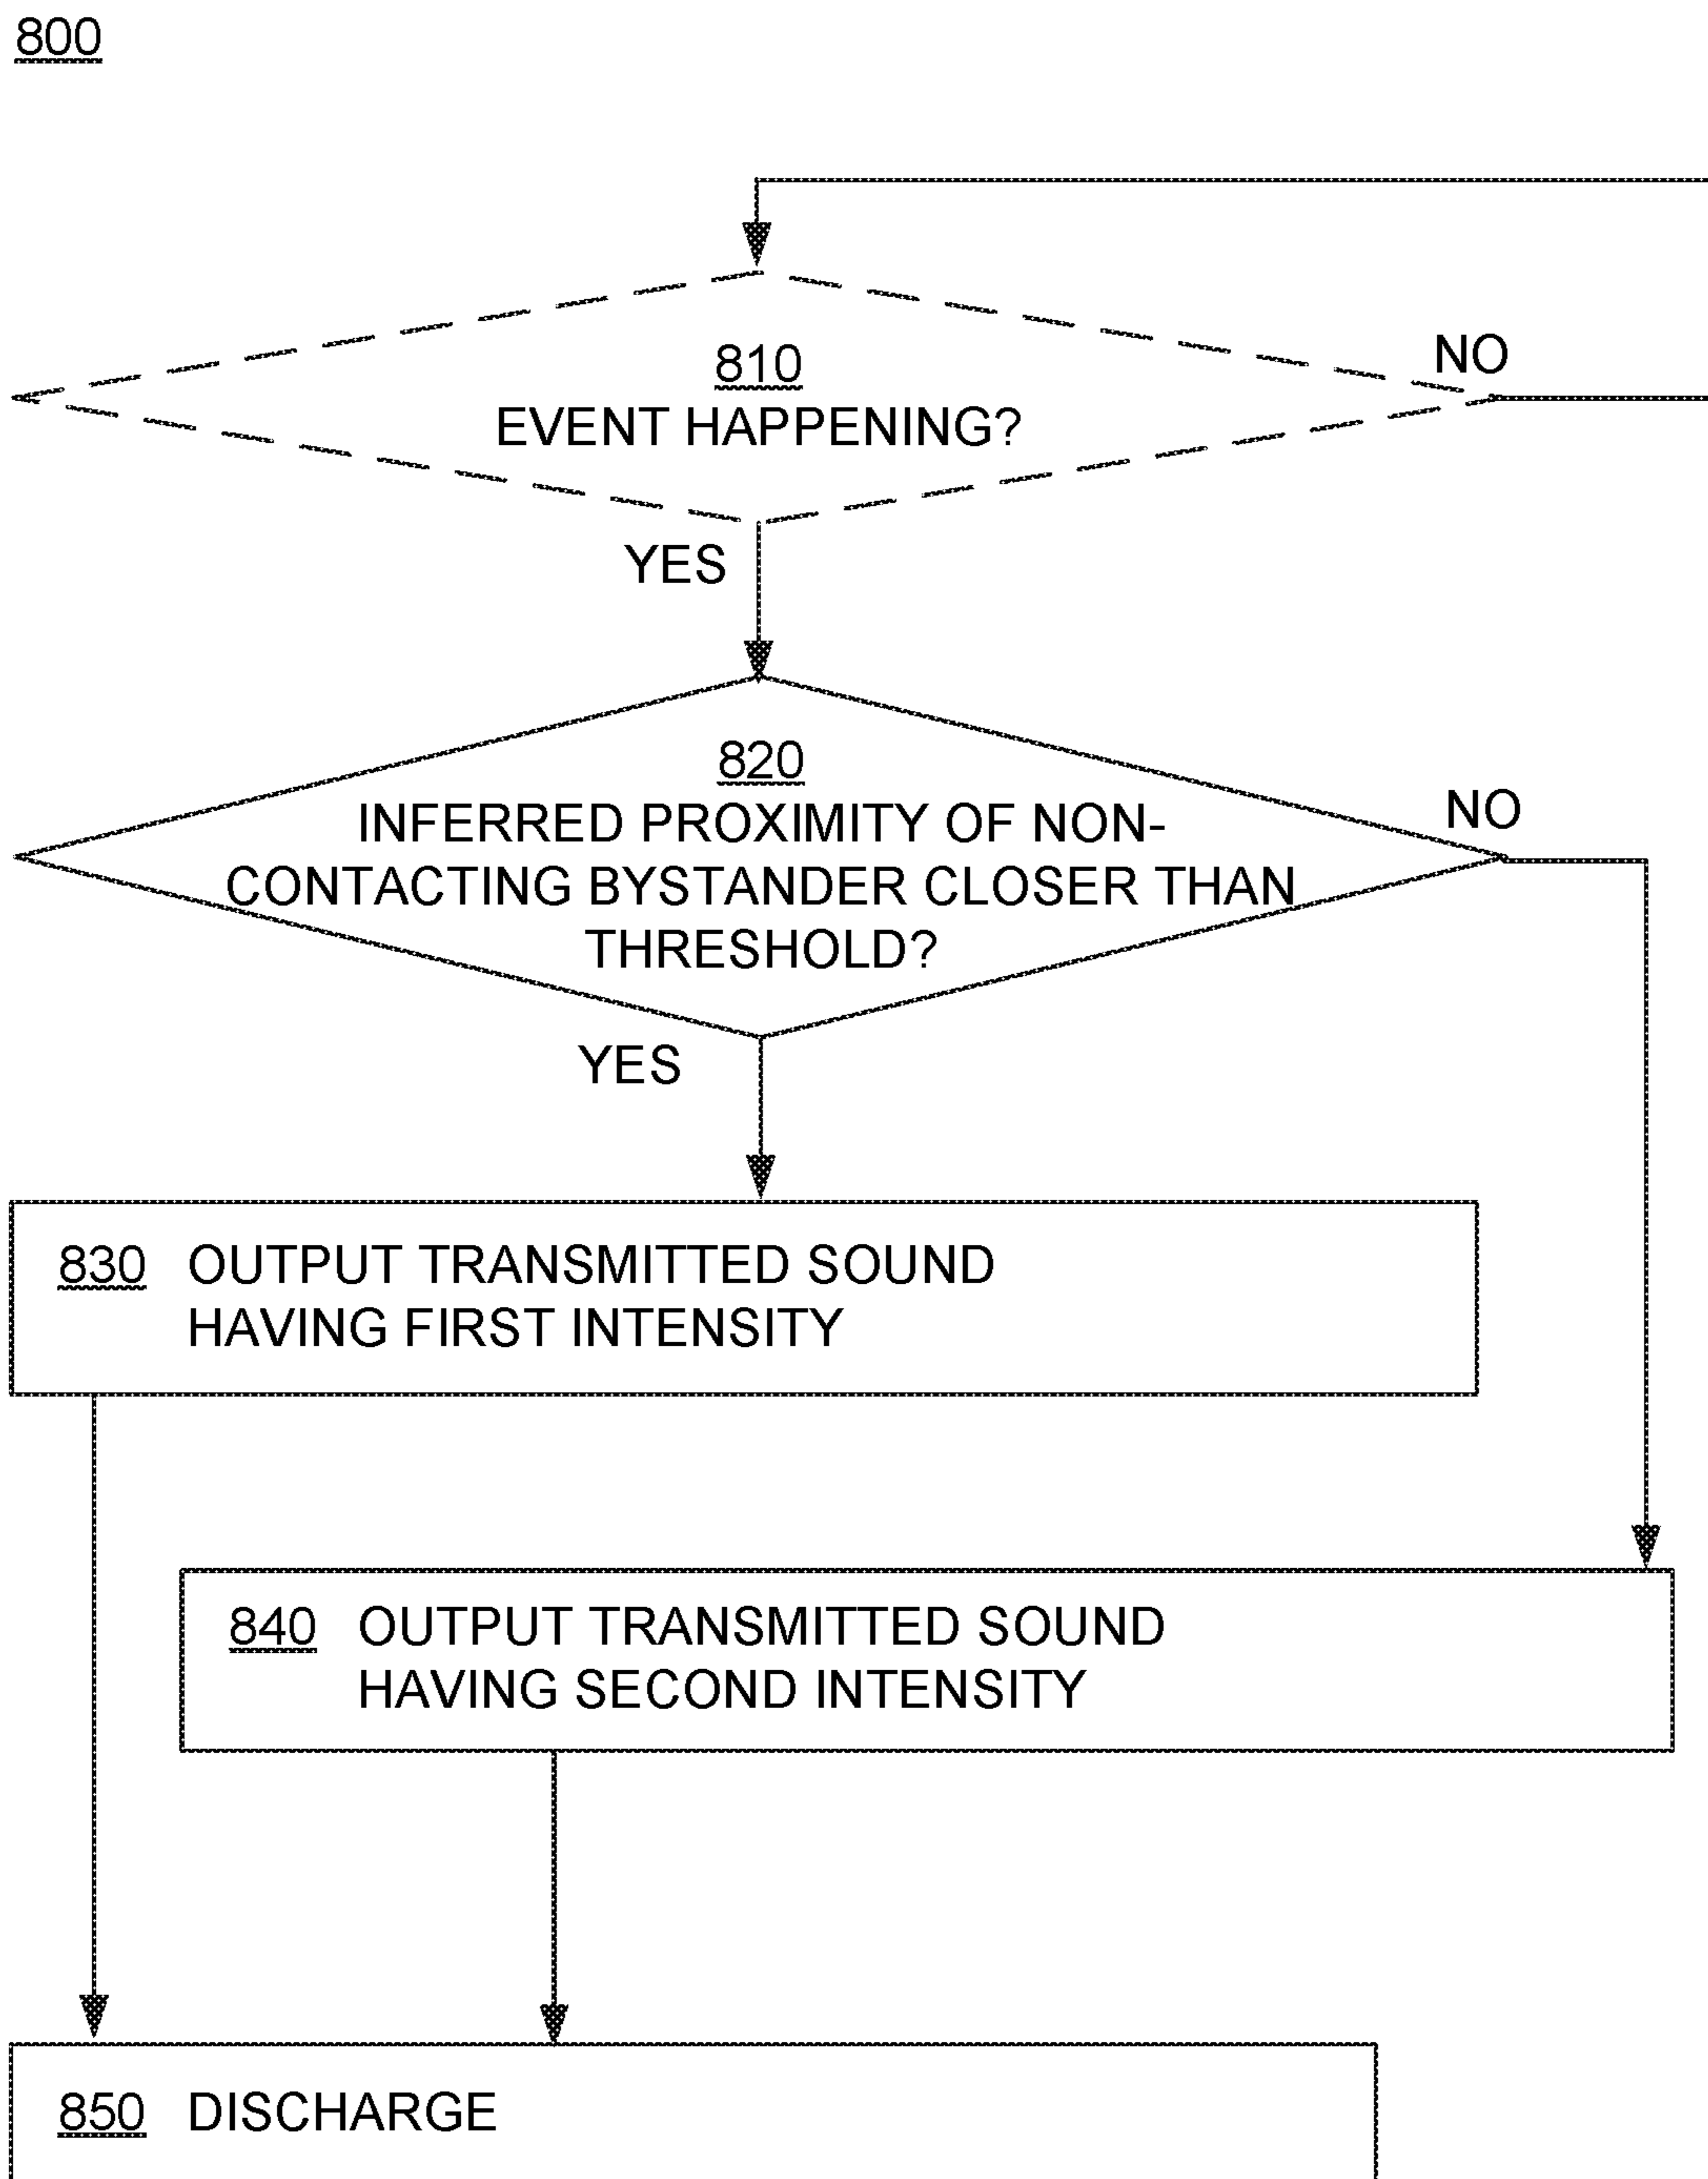 800
810
NO
EVENT HAPPENING?
YES
820
NO
INFERRED PROXIMITY OF NON-
CONTACTING BYSTANDER CLOSER THAN
THRESHOLD?
YES
830 OUTPUT TRANSMITTED SOUND
HAVING FIRST INTENSITY
840 OUTPUT TRANSMITTED SOUND
HAVING SECOND INTENSITY
850 DISCHARGE